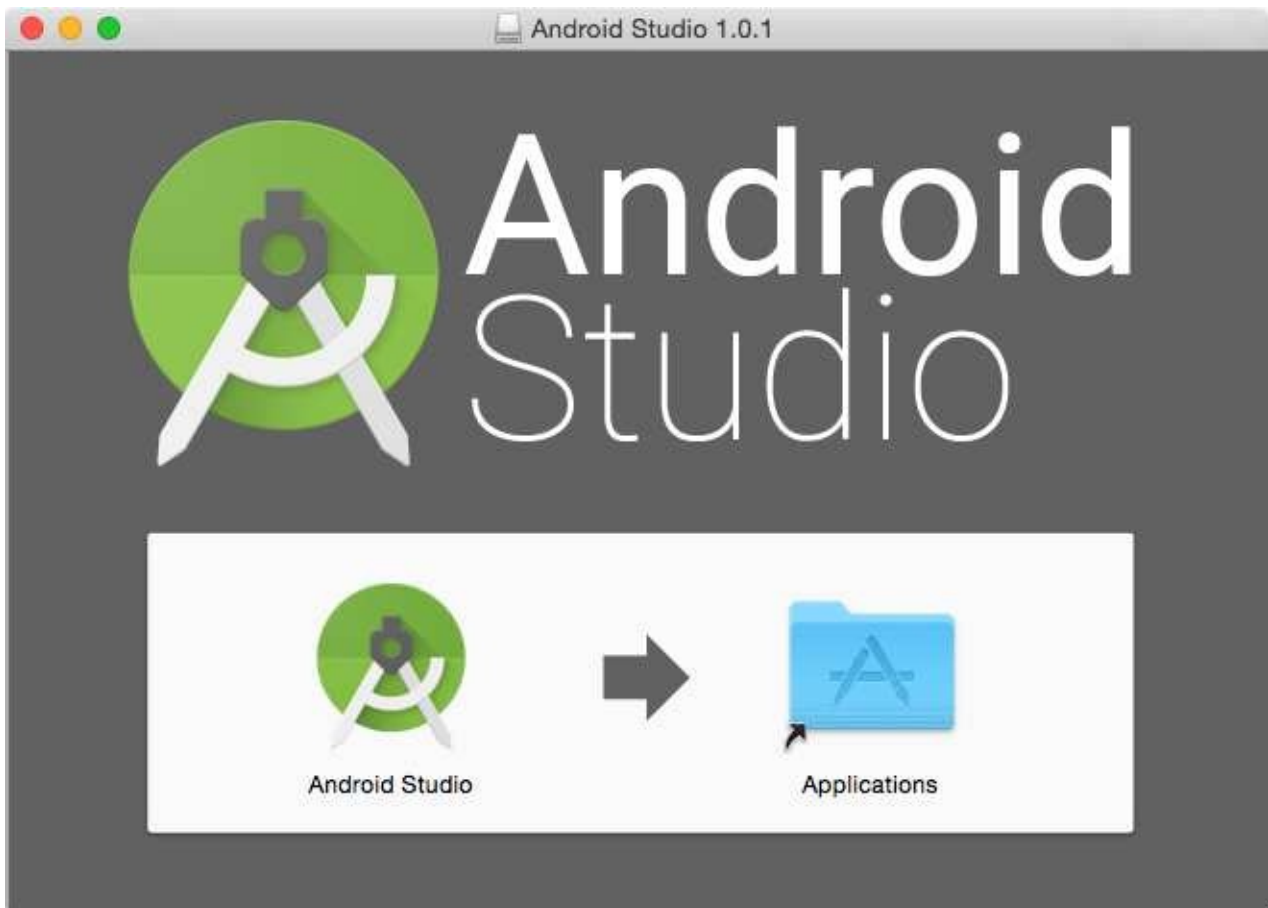 Android Studio 1.0.1
Android
Studio
Android Studio
Applications